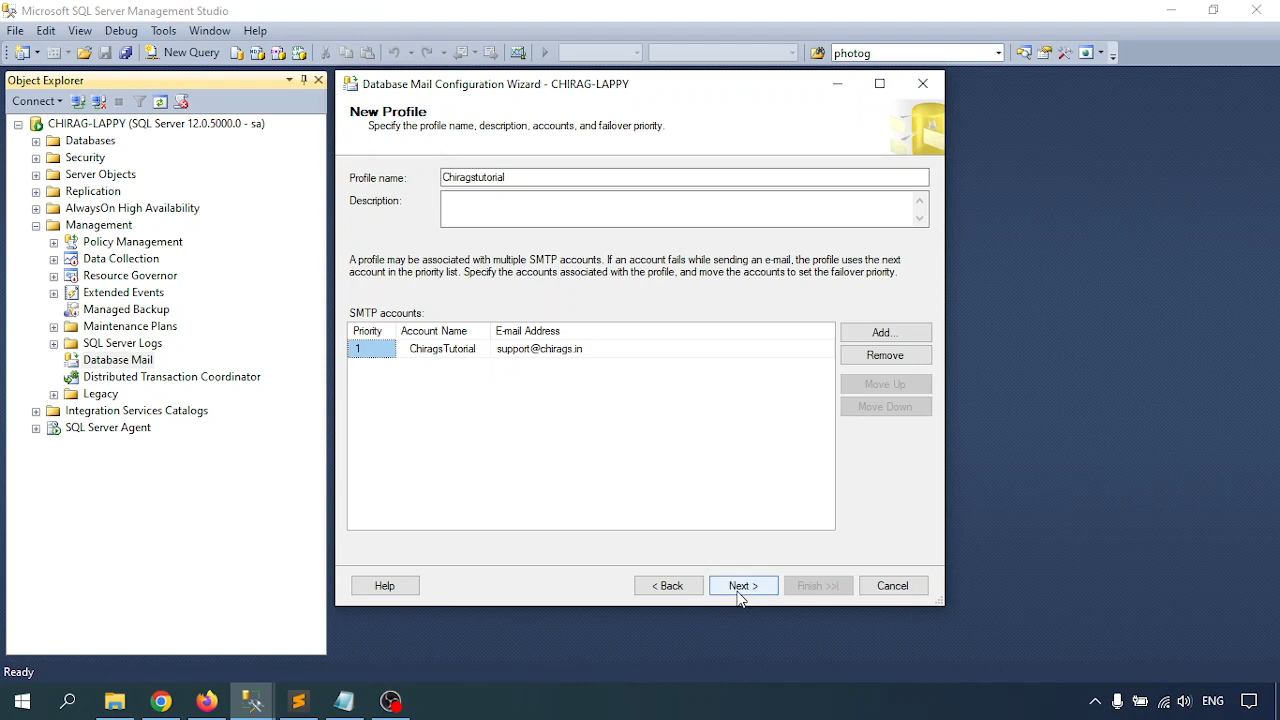 Microsoft SQL Server Management Studio
File Edit View Debug Tools Window Help
New Query
photog
Object Explorer
Connect
CHIRAG-LAPPY (SQL Server 12.0.5000.0 - sa)
Databases
Security
Server Objects
Replication
AlwaysOn High Availability
Management
Policy Management
Data Collection
Resource Governor
Extended Events
Managed Backup
Maintenance Plans
SQL Server Logs
Database Mail
Distributed Transaction Coordinator
Legacy
Integration Services Catalogs
SQL Server Agent
Database Mail Configuration Wizard - CHIRAG-LAPPY
New Profile
Specify the profile name, description, accounts, and failover priority.
Profile name: Chiragstutorial
Description:
A profile may be associated with multiple SMTP accounts. If an account fails while sending an e-mail, the profile uses the next
account in the priority list. Specify the accounts associated with the profile, and move the accounts to set the failover priority.
SMTP accounts:
Priority Account Name E-mail Address
1 ChiragsTutorial support@chirags.in
Add...
Remove
Move Up
Move Down
Help < Back Next > Finish >>| Cancel
Ready
ENG